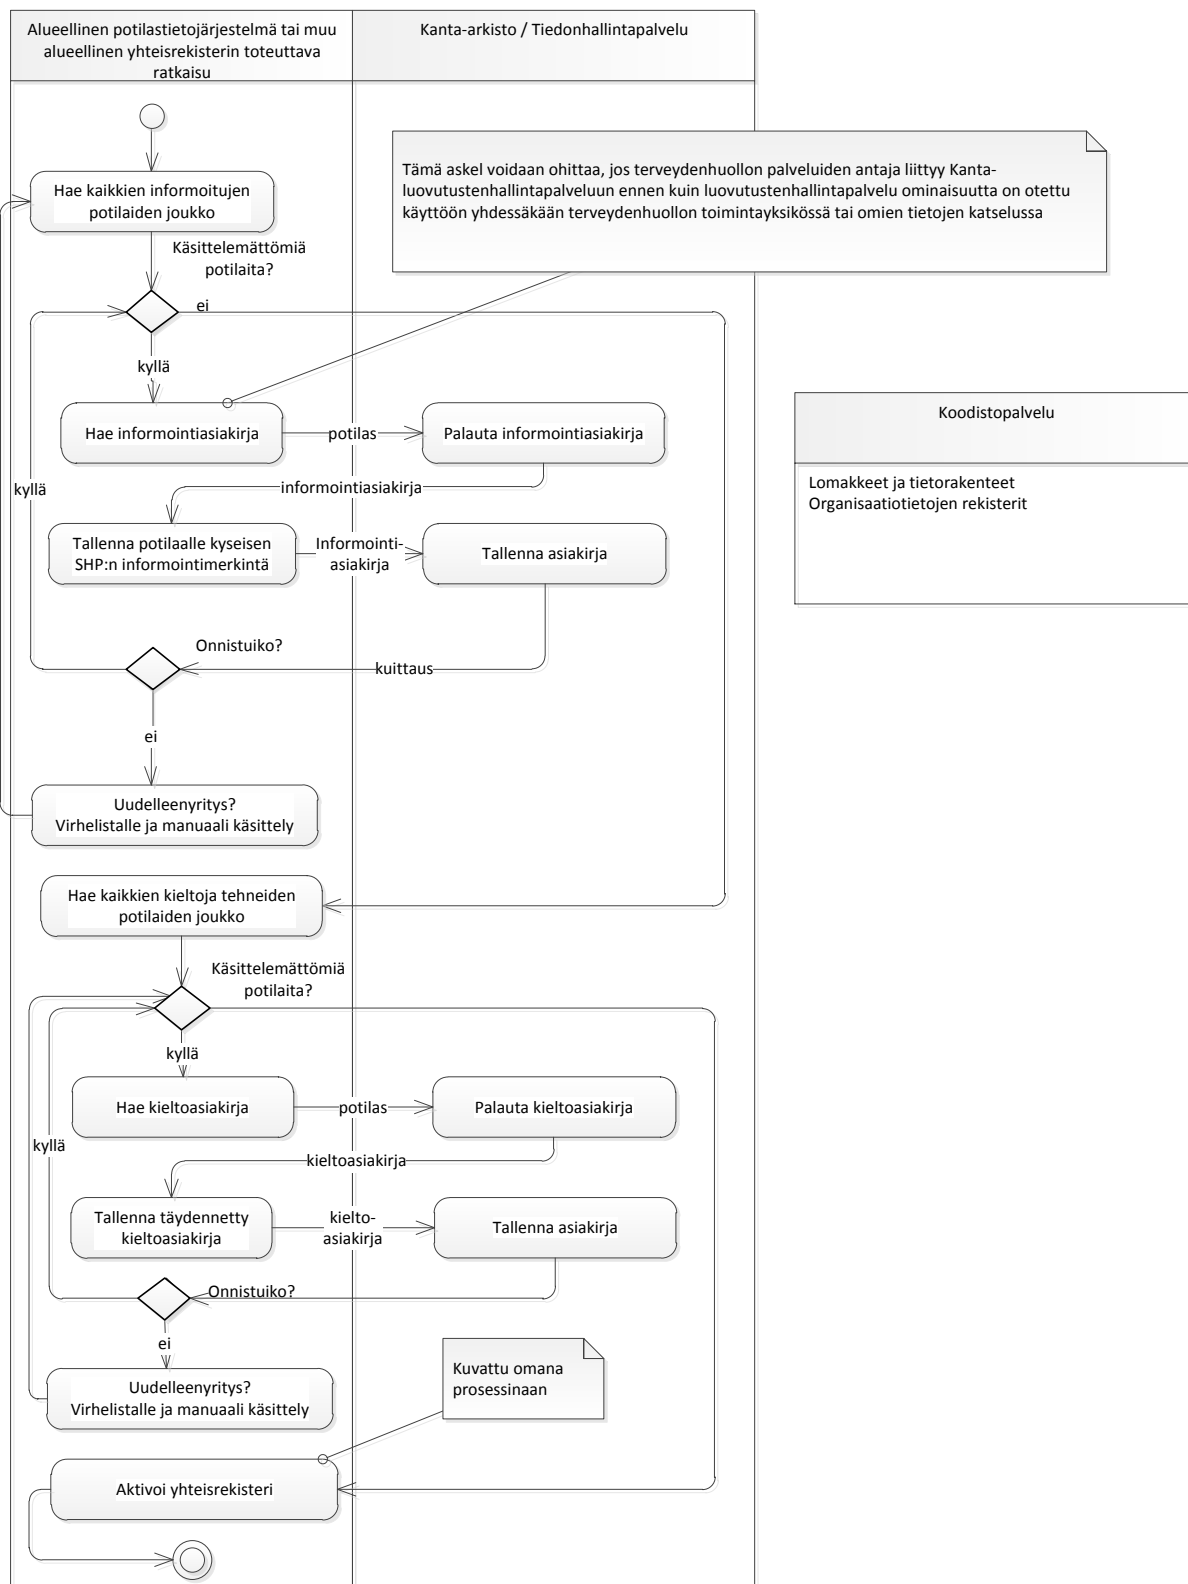 Alueellinen potilastietojärjestelmä tai muu
alueellinen yhteisrekisterin toteuttava
ratkaisu
Kanta-arkisto / Tiedonhallintapalvelu
Tämä askel voidaan ohittaa, jos terveydenhuollon palveluiden antaja liittyy Kanta-
luovutustenhallintapalveluun ennen kuin luovutustenhallintapalvelu ominaisuutta on otettu
käyttöön yhdessäkään terveydenhuollon toimintayksikössä tai omien tietojen katselussa
Hae kaikkien informoitujen
potilaiden joukko
Käsittelemättömiä
potilaita?
ei
kyllä
Hae informointiasiakirja
potilas
Palauta informointiasiakirja
Koodistopalvelu
Lomakkeet ja tietorakenteet
Organisaatiotietojen rekisterit
kyllä
informointiasiakirja
Tallenna potilaalle kyseisen
SHP:n informointimerkintä
Informointi-
asiakirja
Tallenna asiakirja
Onnistuiko?
kuittaus
ei
Uudelleenyritys?
Virhelistalle ja manuaali käsittely
Hae kaikkien kieltoja tehneiden
potilaiden joukko
Käsittelemättömiä
potilaita?
kyllä
Hae kieltoasiakirja
potilas
Palauta kieltoasiakirja
kyllä
kieltoasiakirja
Tallenna täydennetty
kieltoasiakirja
kielto-
asiakirja
Tallenna asiakirja
Onnistuiko?
ei
Uudelleenyritys?
Virhelistalle ja manuaali käsittely
Kuvattu omana
prosessinaan
Aktivoi yhteisrekisteri